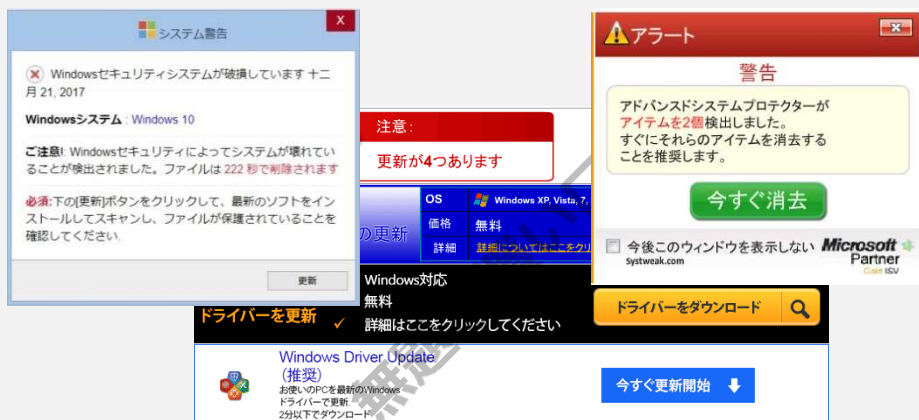 システム警告
X
Windowsセキュリティシステムが破損しています 十二
月 21, 2017
Windowsシステム : Windows 10
ご注意!: Windowsセキュリティによってシステムが壊れてい
ることが検出されました。ファイルは 222 秒で削除されます
必須:下の[更新]ボタンをクリックして、最新のソフトをイン
ストールしてスキャンし、ファイルが保護されていることを
確認してください.
更新
注意:
更新が4つあります
の更新
OS
Windows XP, Vista, 7,
価格
無料
詳細
詳細についてはここをクリ
アラート
警告
アドバンスドシステムプロテクターが
アイテムを2個検出しました。
すぐにそれらのアイテムを消去する
ことを推奨します。
今すぐ消去
今後このウィンドウを表示しない
Systweak.com
Microsoft
Partner
Gold ISV
ドライバーを更新 ✓
Windows対応
無料
詳細はここをクリックしてください
ドライバーをダウンロード
Windows Driver Update
(推奨)
お使いのPCを最新のWindows
ドライバーで更新.
2分以下でダウンロード
今すぐ更新開始